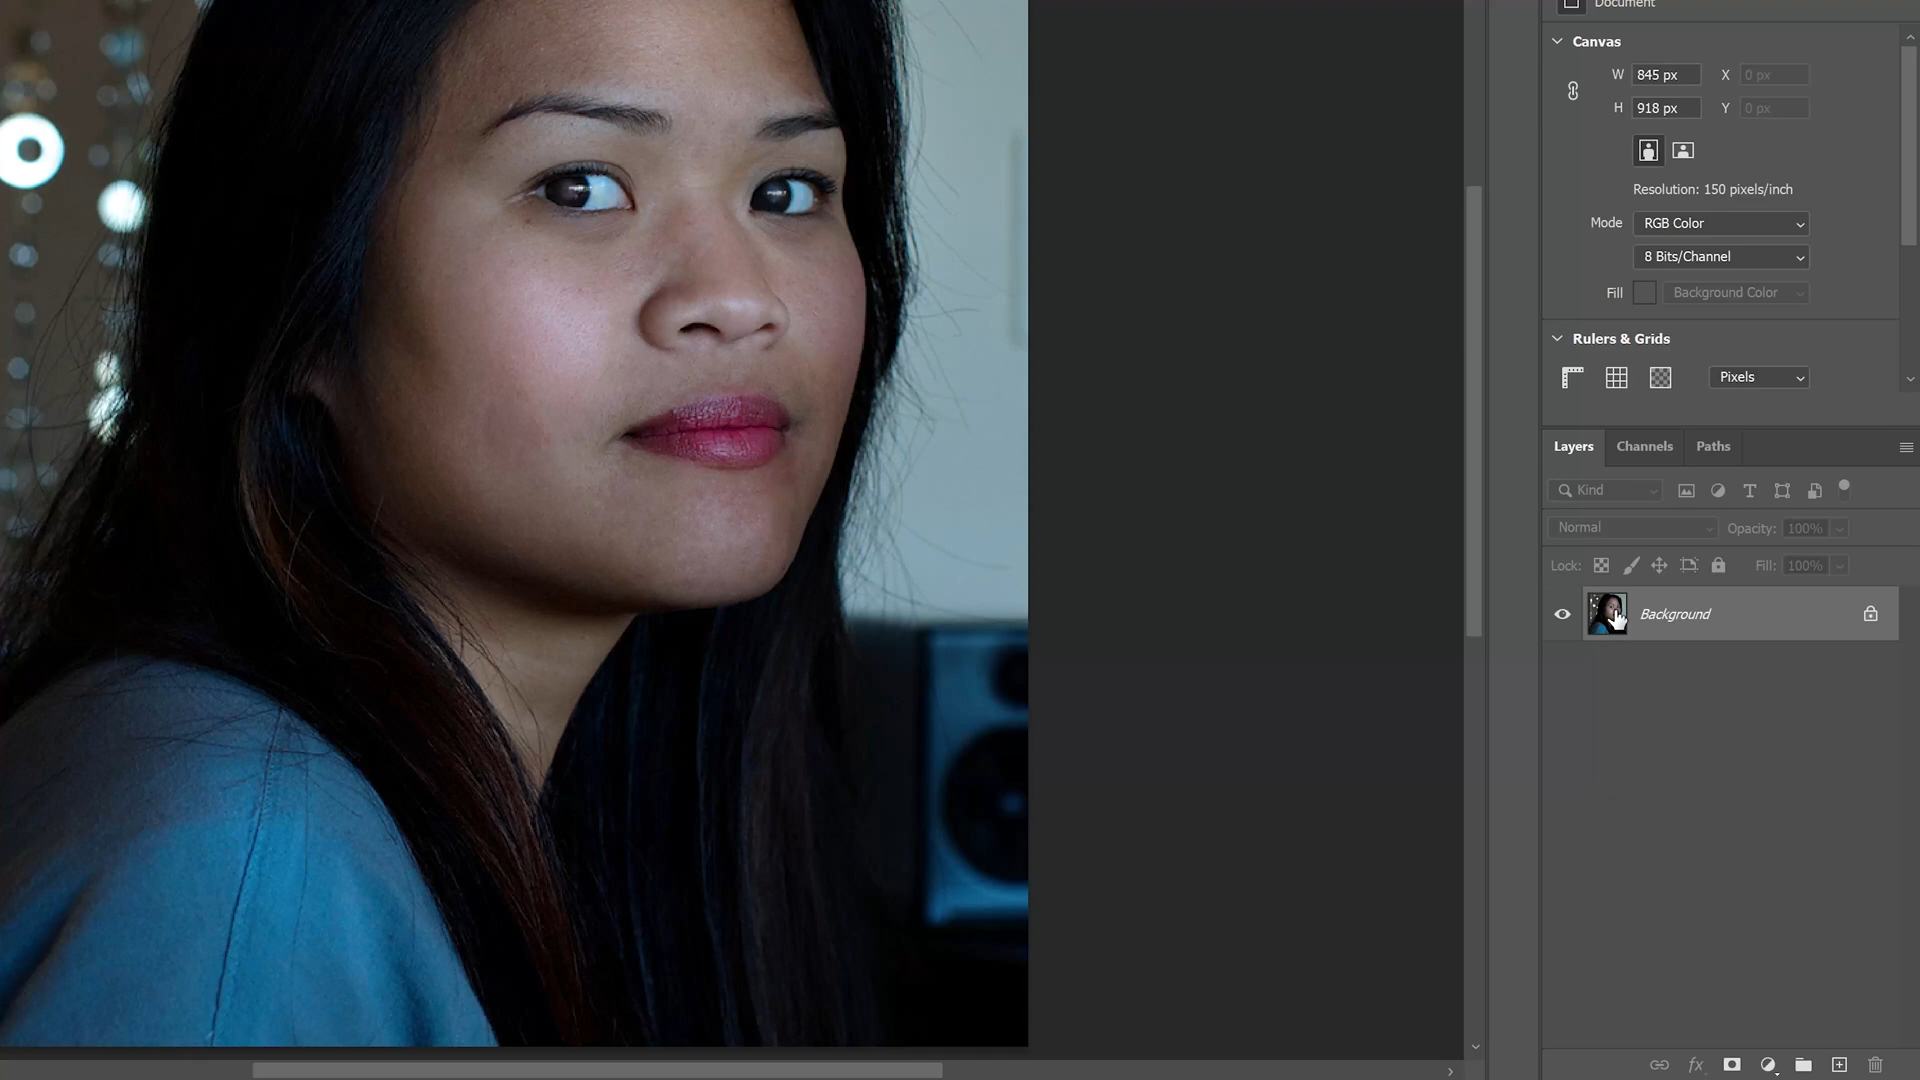 Document
Canvas
W 845 px X 0 px
H 918 px Y 0 px
Resolution: 150 pixels/inch
Mode RGB Color
8 Bits/Channel
Fill Background Color
Rulers & Grids
Pixels
Layers Channels Paths
Kind
Normal Opacity: 100%
Lock: Fill: 100%
Background
fx